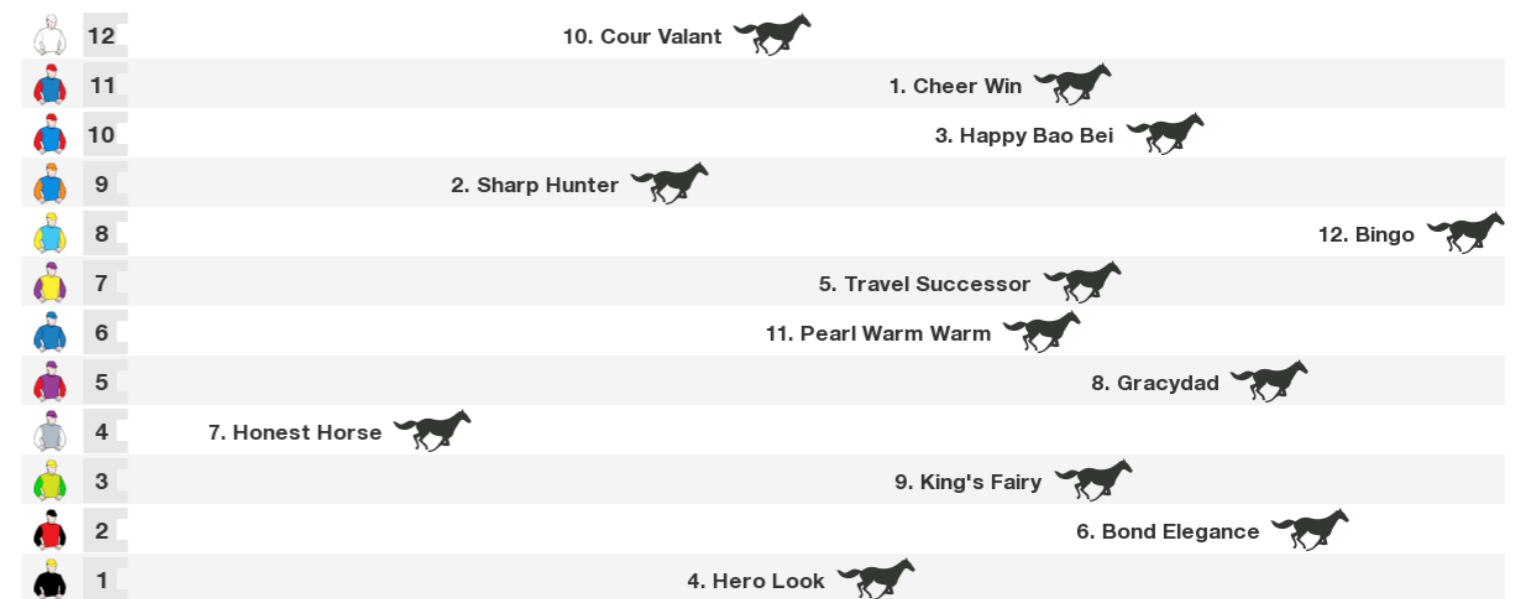 12 10. Cour Valant
11 1. Cheer Win
10 3. Happy Bao Bei
9 2. Sharp Hunter
8 12. Bingo
7 5. Travel Successor
6 11. Pearl Warm Warm
5 8. Gracydad
4 7. Honest Horse
3 9. King's Fairy
2 6. Bond Elegance
1 4. Hero Look